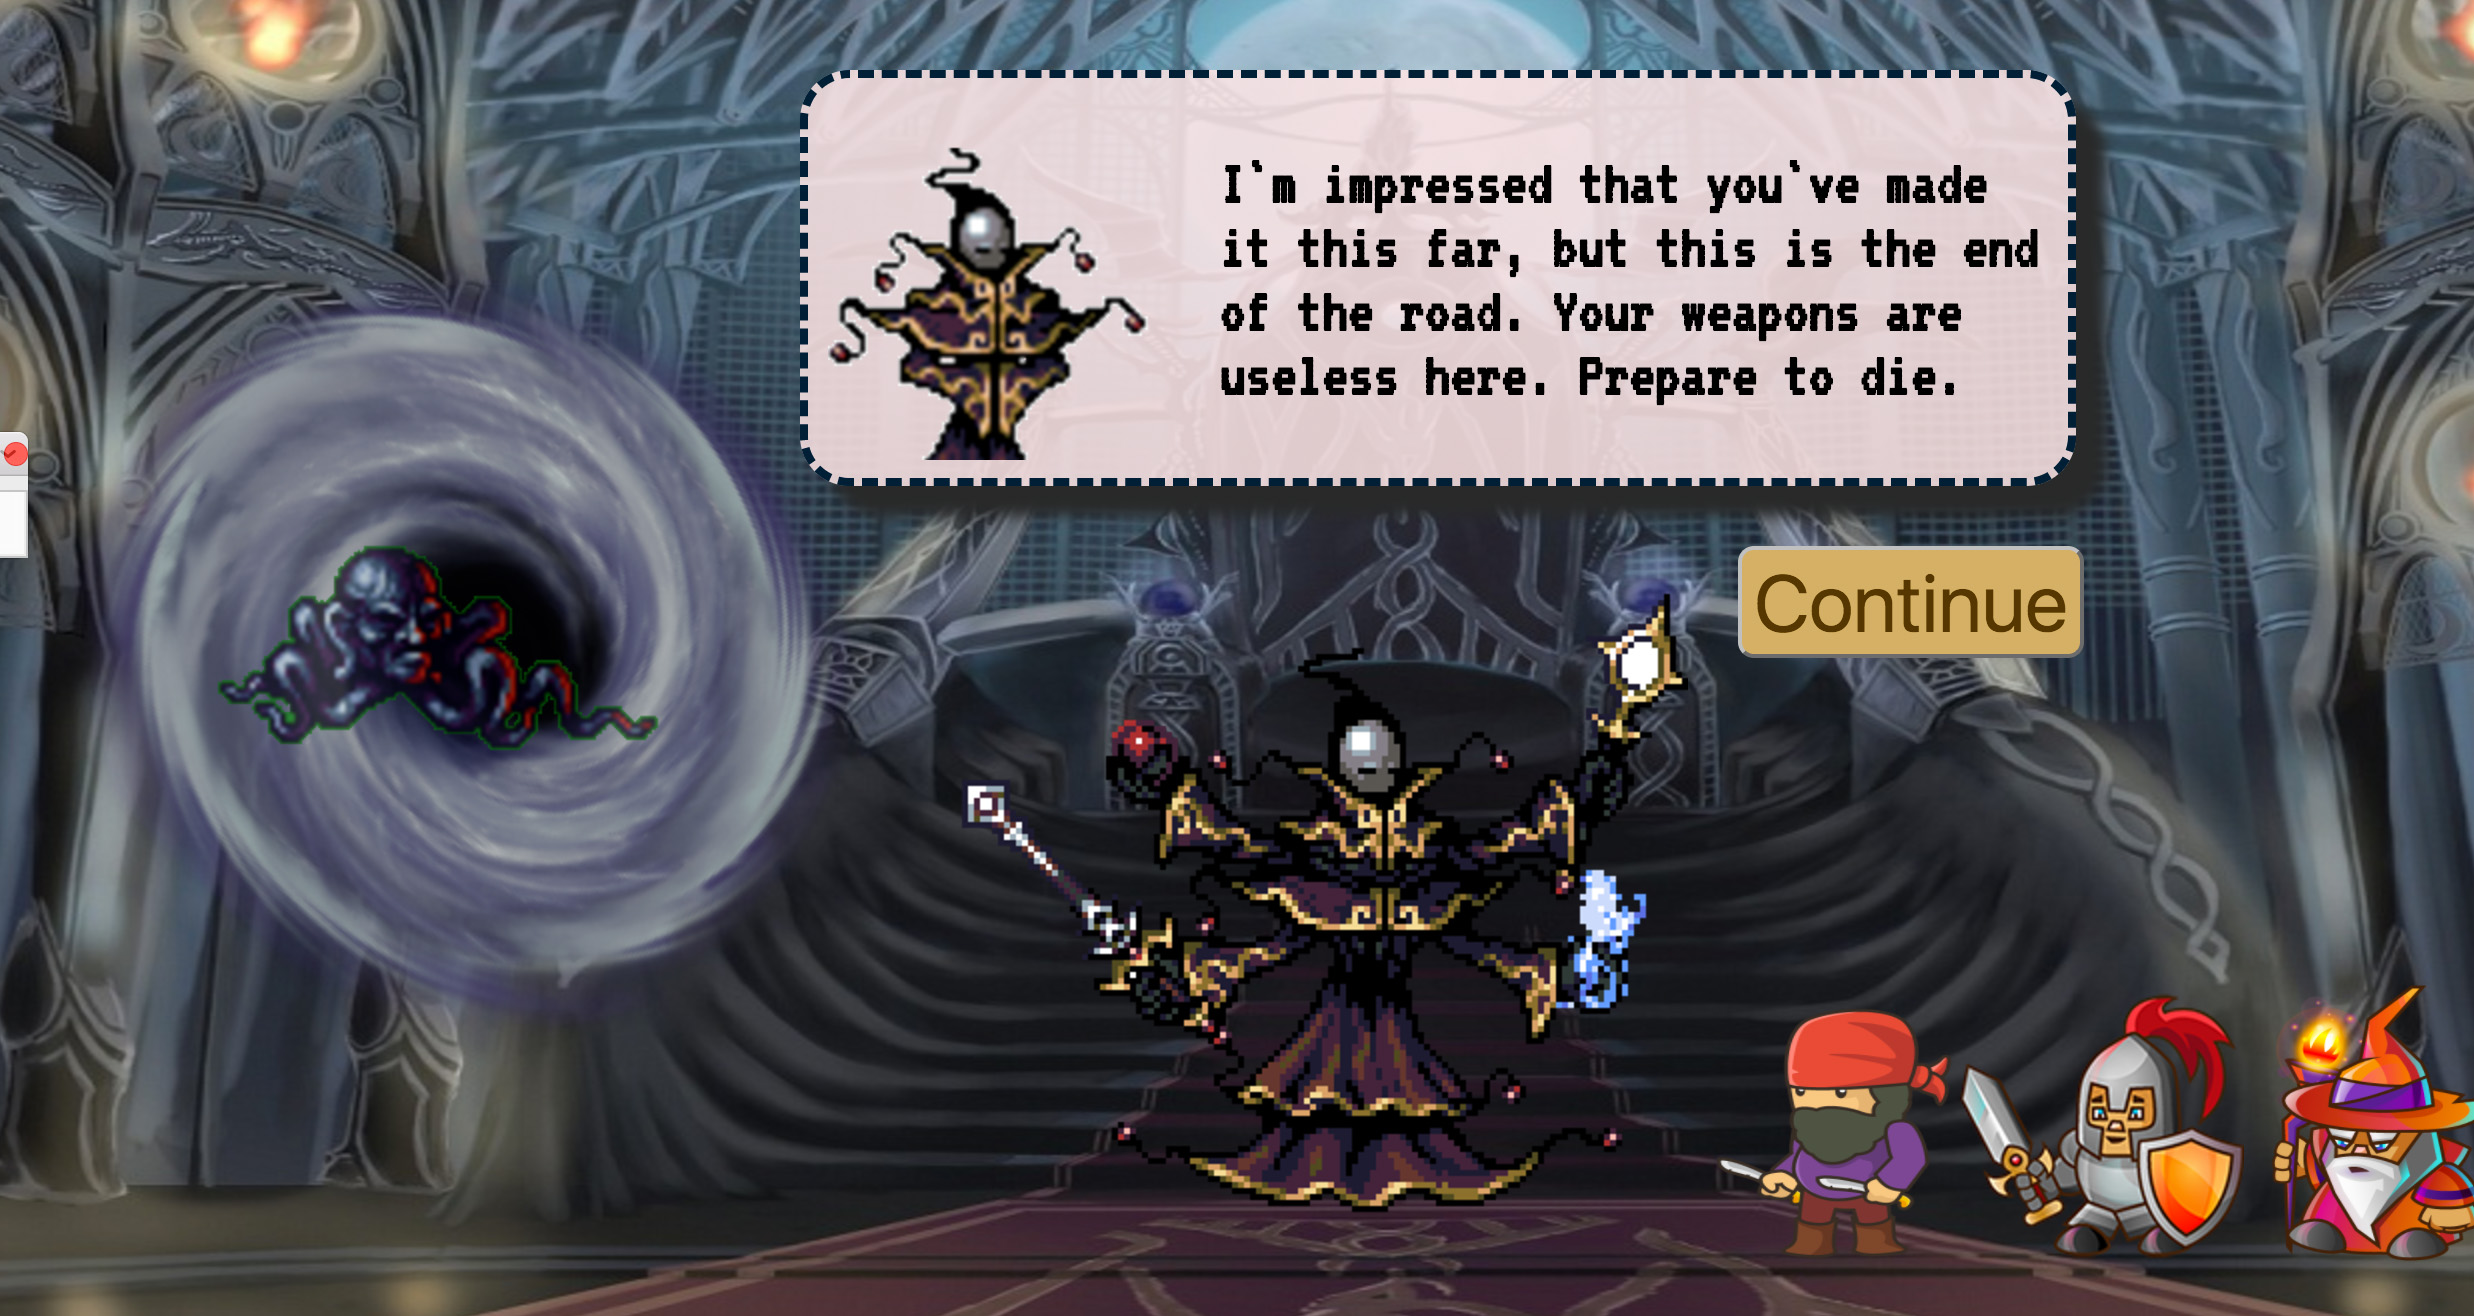 I`m impressed that you`ve made
it this far, but this is the end
of the road. Your weapons are
useless here. Prepare to die.
Continue